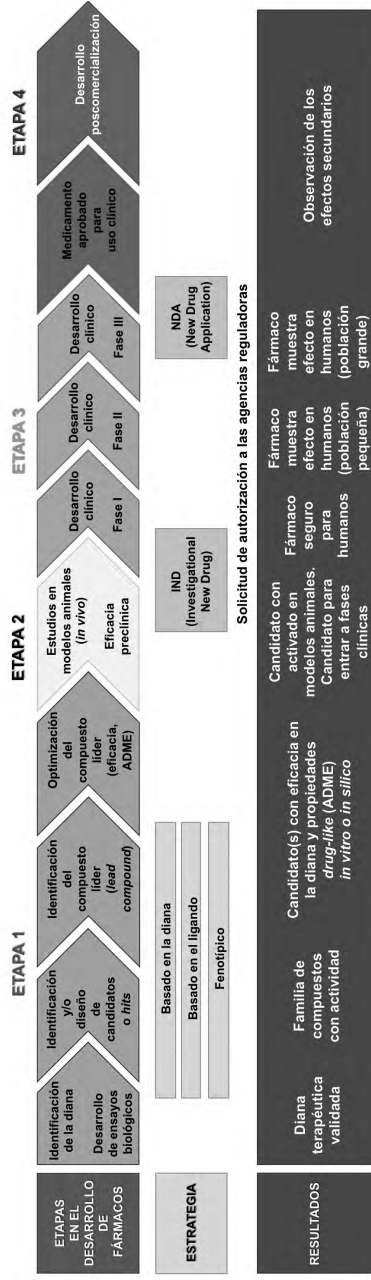 ETAPA 1
ETAPA 2
ETAPA 3
ETAPA 4
ETAPAS
EN EL
DESARROLLO
DE
FÁRMACOS
Identificación
de la diana
Desarrollo
de ensayos
biológicos
Identificación
y/o
diseño
de
candidatos
o hits
Identificación
del
compuesto
líder
(lead
compound)
Optimización
del
compuesto
líder
(eficacia,
ADME)
Estudios en
modelos animales
(in vivo)
Eficacia
preclínica
Desarrollo
clínico
Fase I
Desarrollo
clínico
Fase II
Desarrollo
clínico
Fase III
Medicamento
aprobado
para
uso clínico
Desarrollo
poscomercialización
ESTRATEGIA
Basado en la diana
Basado en el ligando
Fenotípico
IND
(Investigational
New Drug)
NDA
(New Drug
Application)
Solicitud de autorización a las agencias reguladoras
RESULTADOS
Diana
terapéutica
validada
Familia de
compuestos
con actividad
Candidato(s) con eficacia en
la diana y propiedades
drug-like (ADME)
in vitro o in silico
Candidato con
activado en
modelos animales.
Candidato para
entrar a fases
clínicas
Fármaco
seguro
para
humanos
Fármaco
muestra
efecto en
humanos
(población
pequeña)
Fármaco
muestra
efecto en
humanos
(población
grande)
Observación de los
efectos secundarios